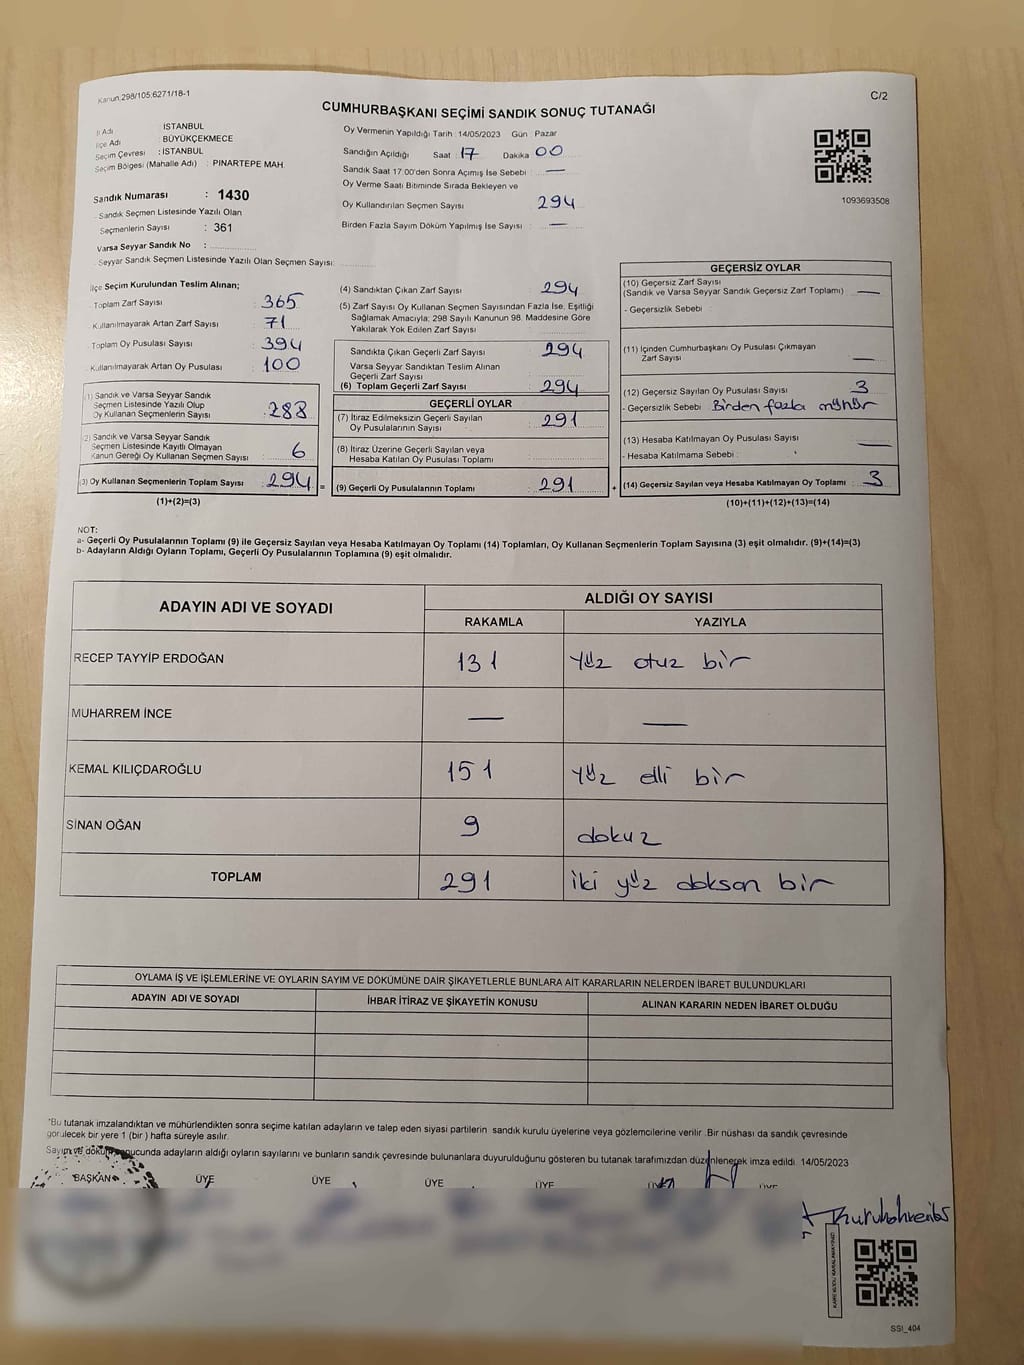 Kanun.298/105:6271/18-1
C/2
CUMHURBAŞKANI SEÇİMİ SANDIK SONUÇ TUTANAĞI
İl Adı : İSTANBUL
İlçe Adı : BÜYÜKÇEKMECE
Seçim Çevresi : İSTANBUL
Seçim Bölgesi (Mahalle Adı) : PINARTEPE MAH.
Sandık Numarası : 1430
Sandık Seçmen Listesinde Yazılı Olan
Seçmenlerin Sayısı : 361
Varsa Seyyar Sandık No :
Seyyar Sandık Seçmen Listesinde Yazılı Olan Seçmen Sayısı:
Oy Vermenin Yapıldığı Tarih :14/05/2023 Gün : Pazar
Sandığın Açıldığı Saat : 17 Dakika 00
Sandık Saat 17:00'den Sonra Açımış İse Sebebi : —
Oy Verme Saati Bitiminde Sırada Bekleyen ve
Oy Kullandırılan Seçmen Sayısı 294
Birden Fazla Sayım Döküm Yapılmış İse Sayısı : —
1093693508
İlçe Seçim Kurulundan Teslim Alınan;
Toplam Zarf Sayısı : 365
Kullanılmayarak Artan Zarf Sayısı : 71
Toplam Oy Pusulası Sayısı : 394
Kullanılmayarak Artan Oy Pusulası : 100
(1) Sandık ve Varsa Seyyar Sandık
Seçmen Listesinde Yazılı Olup
Oy Kullanan Seçmenlerin Sayısı : 288
(2) Sandık ve Varsa Seyyar Sandık
Seçmen Listesinde Kayıtlı Olmayan
Kanun Gereği Oy Kullanan Seçmen Sayısı : 6
(3) Oy Kullanan Seçmenlerin Toplam Sayısı : 294 =
(1)+(2)=(3)
(4) Sandıktan Çıkan Zarf Sayısı : 294
(5) Zarf Sayısı Oy Kullanan Seçmen Sayısından Fazla İse, Eşitliği
Sağlamak Amacıyla; 298 Sayılı Kanunun 98. Maddesine Göre
Yakılarak Yok Edilen Zarf Sayısı :
Sandıkta Çıkan Geçerli Zarf Sayısı : 294
Varsa Seyyar Sandıktan Teslim Alınan
Geçerli Zarf Sayısı
(6) Toplam Geçerli Zarf Sayısı : 294
GEÇERLİ OYLAR
(7) İtiraz Edilmeksizin Geçerli Sayılan
Oy Pusulalarının Sayısı : 291
(8) İtiraz Üzerine Geçerli Sayılan veya
Hesaba Katılan Oy Pusulası Toplamı :
(9) Geçerli Oy Pusulalarının Toplamı : 291 +
GEÇERSİZ OYLAR
(10) Geçersiz Zarf Sayısı
(Sandık ve Varsa Seyyar Sandık Geçersiz Zarf Toplamı) : —
- Geçersizlik Sebebi :
(11) İçinden Cumhurbaşkanı Oy Pusulası Çıkmayan
Zarf Sayısı : —
(12) Geçersiz Sayılan Oy Pusulası Sayısı : 3
- Geçersizlik Sebebi : Birden fazla mühür
(13) Hesaba Katılmayan Oy Pusulası Sayısı : —
- Hesaba Katılmama Sebebi :
(14) Geçersiz Sayılan veya Hesaba Katılmayan Oy Toplamı : 3
(10)+(11)+(12)+(13)=(14)
NOT:
a- Geçerli Oy Pusulalarının Toplamı (9) ile Geçersiz Sayılan veya Hesaba Katılmayan Oy Toplamı (14) Toplamları, Oy Kullanan Seçmenlerin Toplam Sayısına (3) eşit olmalıdır. (9)+(14)=(3)
b- Adayların Aldığı Oyların Toplamı, Geçerli Oy Pusulalarının Toplamına (9) eşit olmalıdır.
ADAYIN ADI VE SOYADI
ALDIĞI OY SAYISI
RAKAMLA YAZIYLA
RECEP TAYYİP ERDOĞAN 131 yüz otuz bir
MUHARREM İNCE — —
KEMAL KILIÇDAROĞLU 151 yüz elli bir
SİNAN OĞAN 9 dokuz
TOPLAM 291 iki yüz doksan bir
OYLAMA İŞ VE İŞLEMLERİNE VE OYLARIN SAYIM VE DÖKÜMÜNE DAİR ŞİKAYETLERLE BUNLARA AİT KARARLARIN NELERDEN İBARET BULUNDUKLARI
ADAYIN ADI VE SOYADI İHBAR İTİRAZ VE ŞİKAYETİN KONUSU ALINAN KARARIN NEDEN İBARET OLDUĞU
*Bu tutanak imzalandıktan ve mühürlendikten sonra seçime katılan adayların ve talep eden siyasi partilerin sandık kurulu üyelerine veya gözlemcilerine verilir. Bir nüshası da sandık çevresinde
görülecek bir yere 1 (bir ) hafta süreyle asılır.
Sayım ve döküm sonucunda adayların aldığı oyların sayılarını ve bunların sandık çevresinde bulunanlara duyurulduğunu gösteren bu tutanak tarafımızdan düzenlenerek imza edildi. 14/05/2023
BAŞKAN ÜYE ÜYE ÜYE ÜYE ÜYE ÜYE
KARE KODU KARALAMAYINIZ!
SSI_404